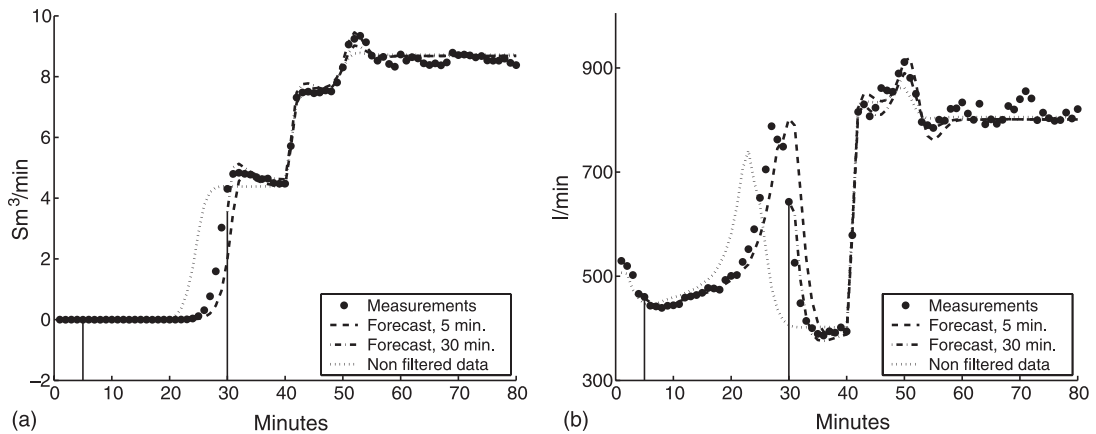 10
8
6
4
2
0
−2
Sm³/min
0
10
20
30
40
50
60
70
80
Minutes
(a)
Measurements
Forecast, 5 min.
Forecast, 30 min.
Non filtered data
900
700
500
300
l/min
0
10
20
30
40
50
60
70
80
Minutes
(b)
Measurements
Forecast, 5 min.
Forecast, 30 min.
Non filtered data